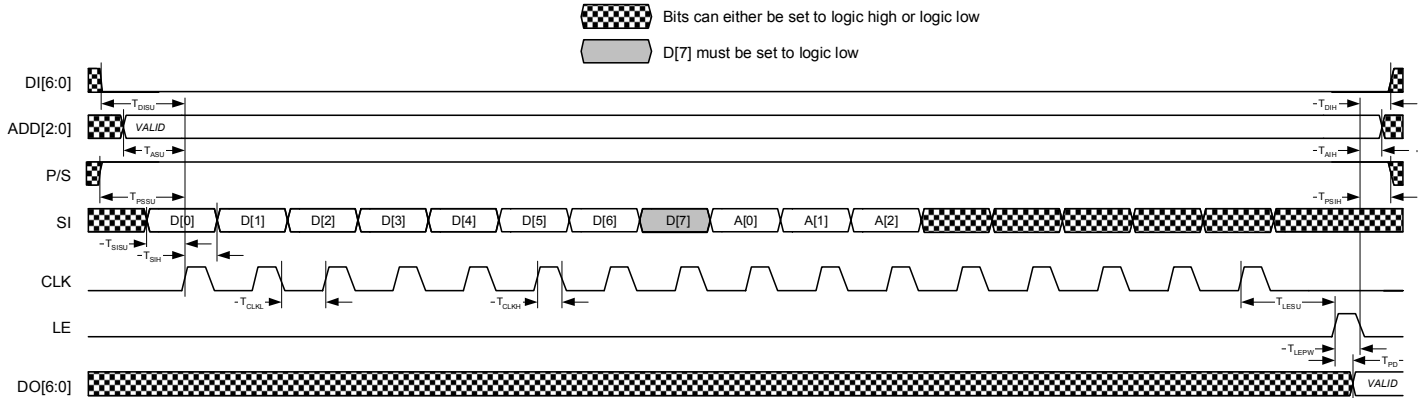 Bits can either be set to logic high or logic low
D[7] must be set to logic low
DI[6:0]
TDISU
TDIH
ADD[2:0]
VALID
TASU
TAIH
P/S
TPSSU
TPSIH
SI
D[0] D[1] D[2] D[3] D[4] D[5] D[6] D[7] A[0] A[1] A[2]
TSISU
TSIH
CLK
TCLKL
TCLKH
TLESU
LE
TLEPW
TPD
DO[6:0]
VALID